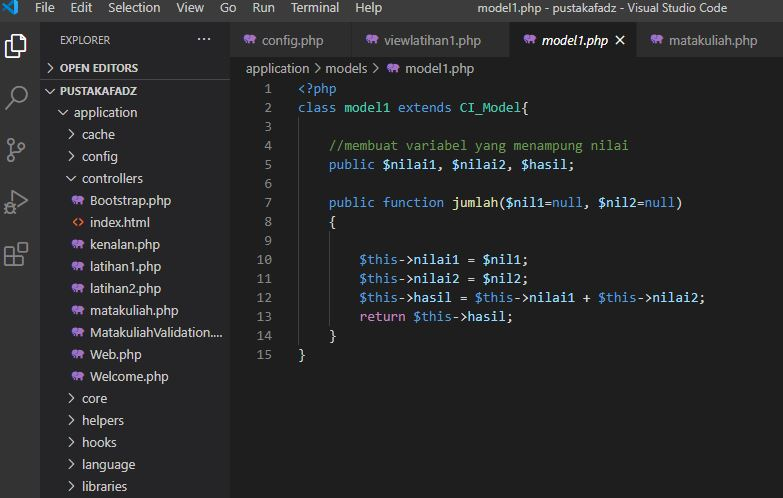 File Edit Selection View Go Run Terminal Help model1.php - pustakafadz - Visual Studio Code
EXPLORER ...
OPEN EDITORS
PUSTAKAFADZ
application
cache
config
controllers
Bootstrap.php
index.html
kenalan.php
latihan1.php
latihan2.php
matakuliah.php
MatakuliahValidation....
Web.php
Welcome.php
core
helpers
hooks
language
libraries
config.php viewlatihan1.php model1.php matakuliah.php
application > models > model1.php
1 <?php
2 class model1 extends CI_Model{
3
4 //membuat variabel yang menampung nilai
5 public $nilai1, $nilai2, $hasil;
6
7 public function jumlah($nil1=null, $nil2=null)
8 {
9
10 $this->nilai1 = $nil1;
11 $this->nilai2 = $nil2;
12 $this->hasil = $this->nilai1 + $this->nilai2;
13 return $this->hasil;
14 }
15 }